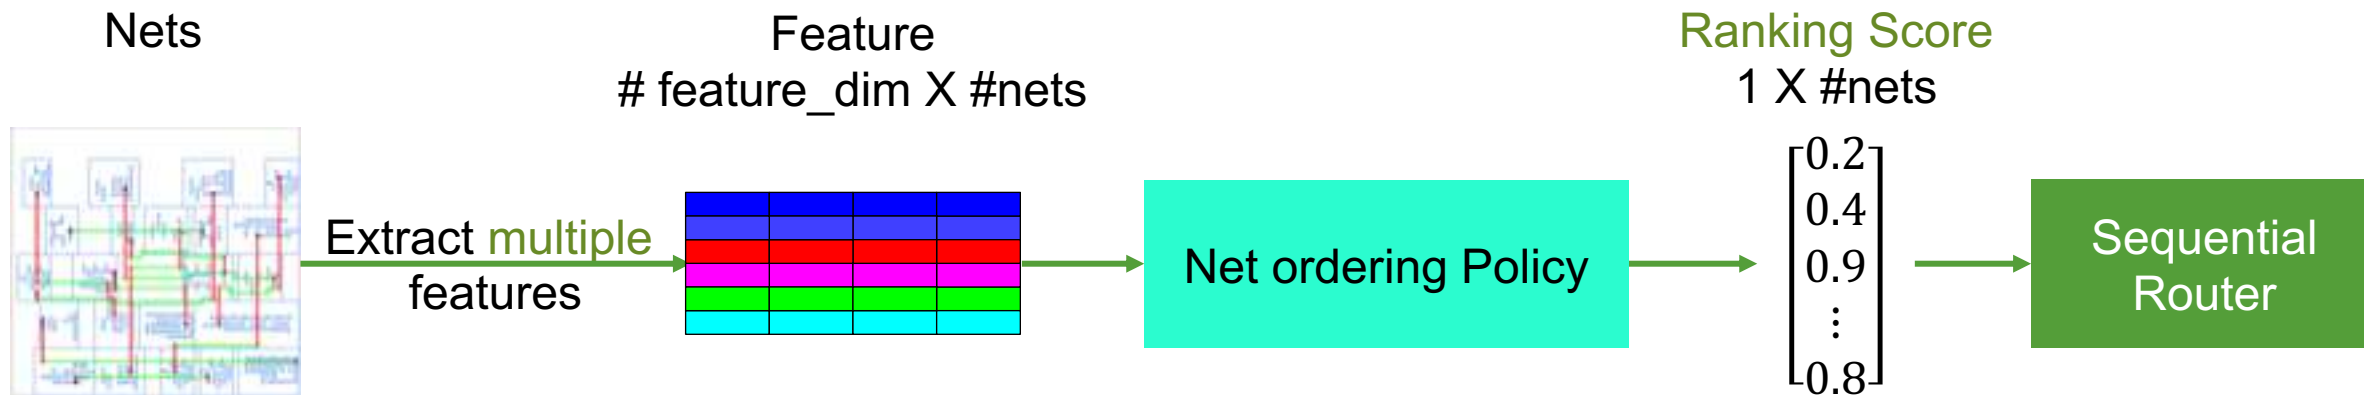 Nets
Feature
# feature_dim X #nets
Ranking Score
1 X #nets
Extract multiple
features
Net ordering Policy
0.2
0.4
0.9
⋮
0.8
Sequential
Router